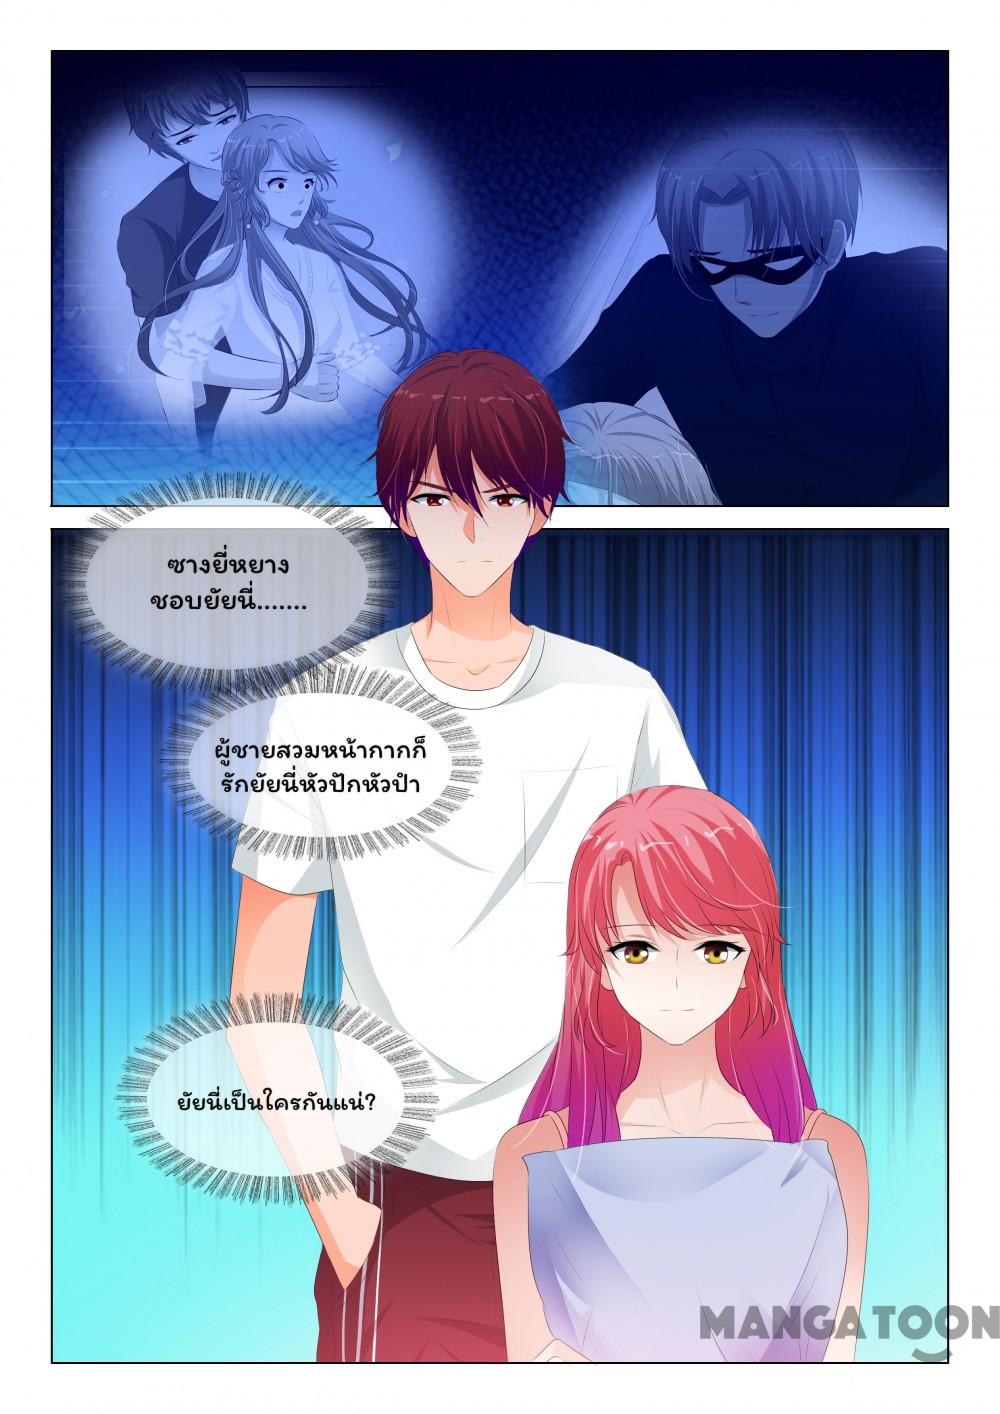 ซางยี่หยาง
ชอบยัยนี่.......
ผู้ชายสวมหน้ากากก็
รักยัยนี่หัวปักหัวปำ
ยัยนี่เป็นใครกันแน่?
MANGATOON